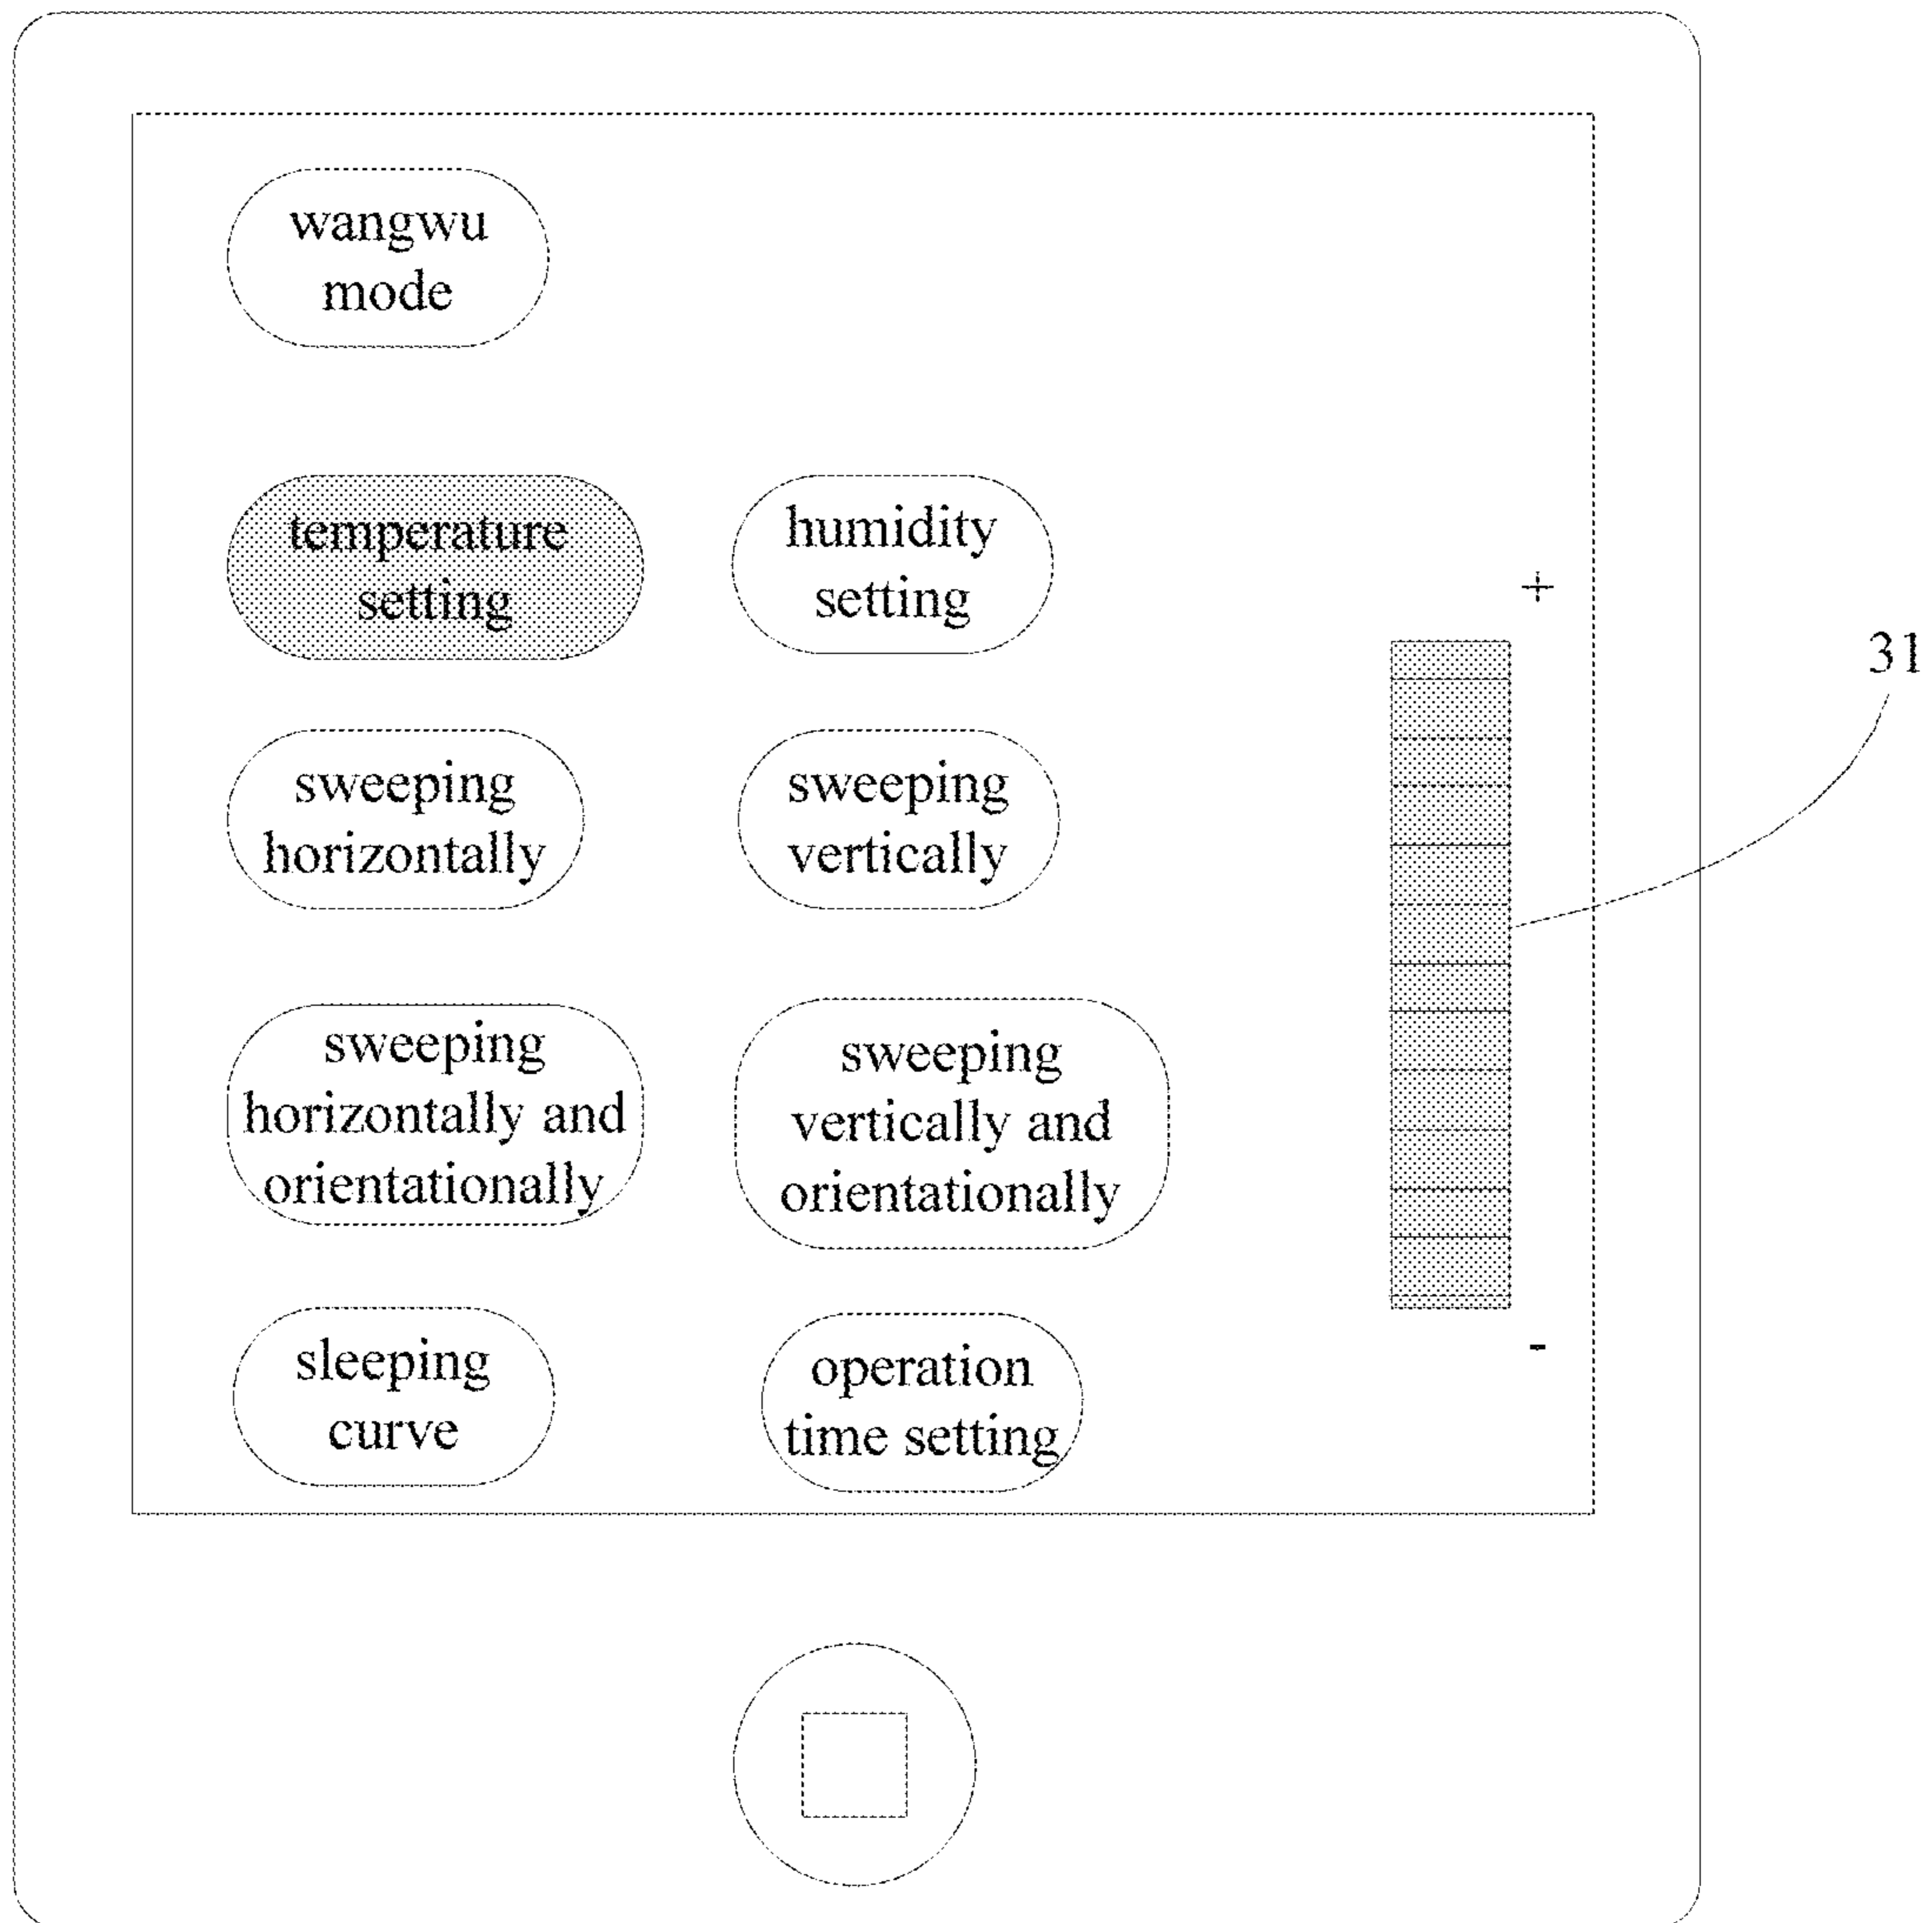 wangwu
mode
temperature
setting
humidity
setting
+
31
sweeping
horizontally
sweeping
vertically
sweeping
horizontally and
orientationally
sweeping
vertically and
orientationally
sleeping
curve
operation
time setting
-